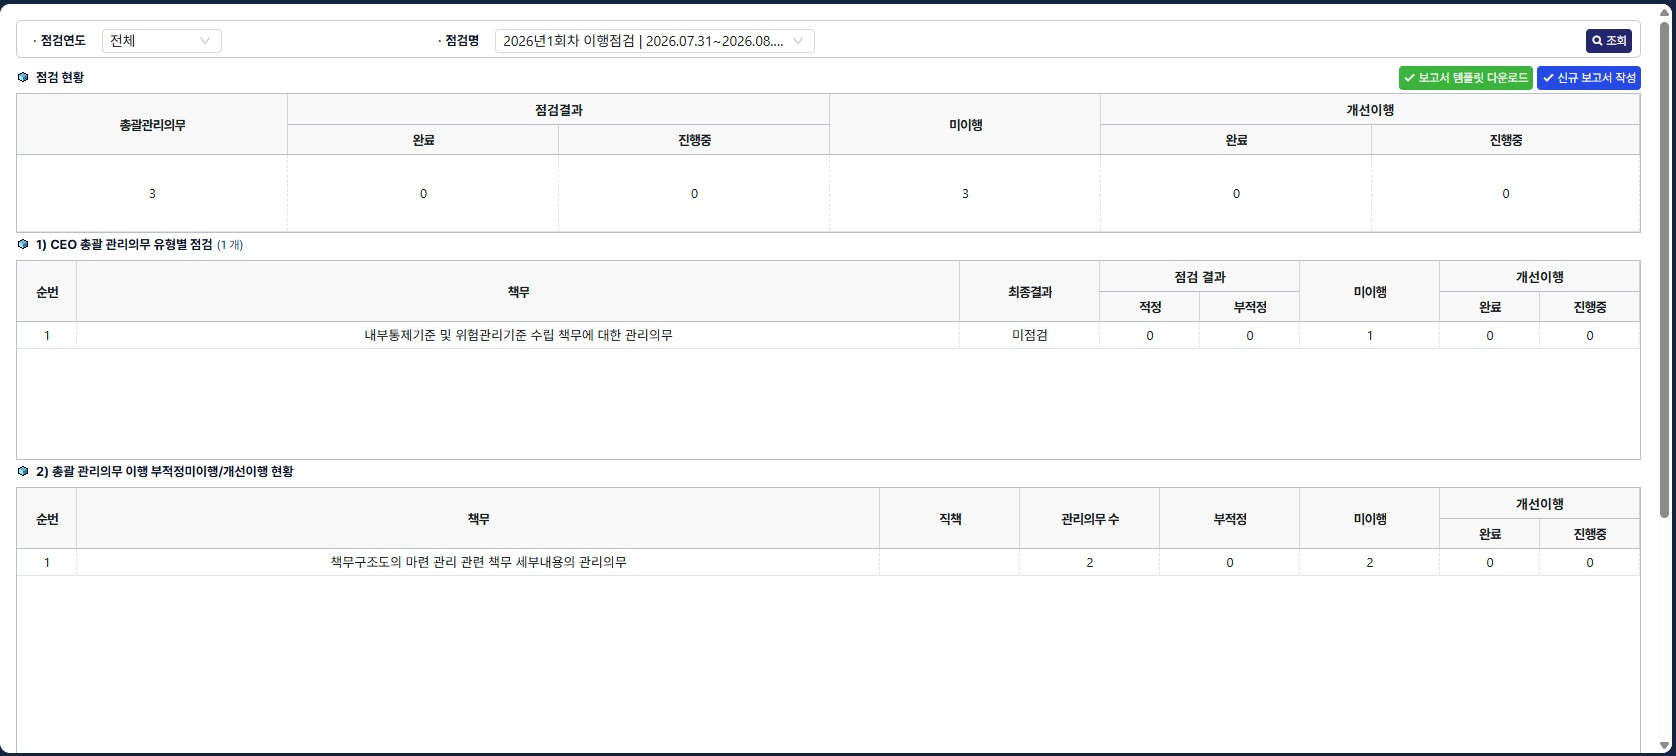 · 점검연도 전체 · 점검명 2026년1회차 이행점검 | 2026.07.31~2026.08.... 조회
점검 현황 보고서 템플릿 다운로드 신규 보고서 작성
총괄관리의무 점검결과 미이행 개선이행
완료 진행중 완료 진행중
3 0 0 3 0 0
1) CEO 총괄 관리의무 유형별 점검 (1 개)
순번 책무 최종결과 점검 결과 미이행 개선이행
적정 부적정 완료 진행중
1 내부통제기준 및 위험관리기준 수립 책무에 대한 관리의무 미점검 0 0 1 0 0
2) 총괄 관리의무 이행 부적정미이행/개선이행 현황
순번 책무 직책 관리의무 수 부적정 미이행 개선이행
완료 진행중
1 책무구조도의 마련 관리 관련 책무 세부내용의 관리의무 2 0 2 0 0